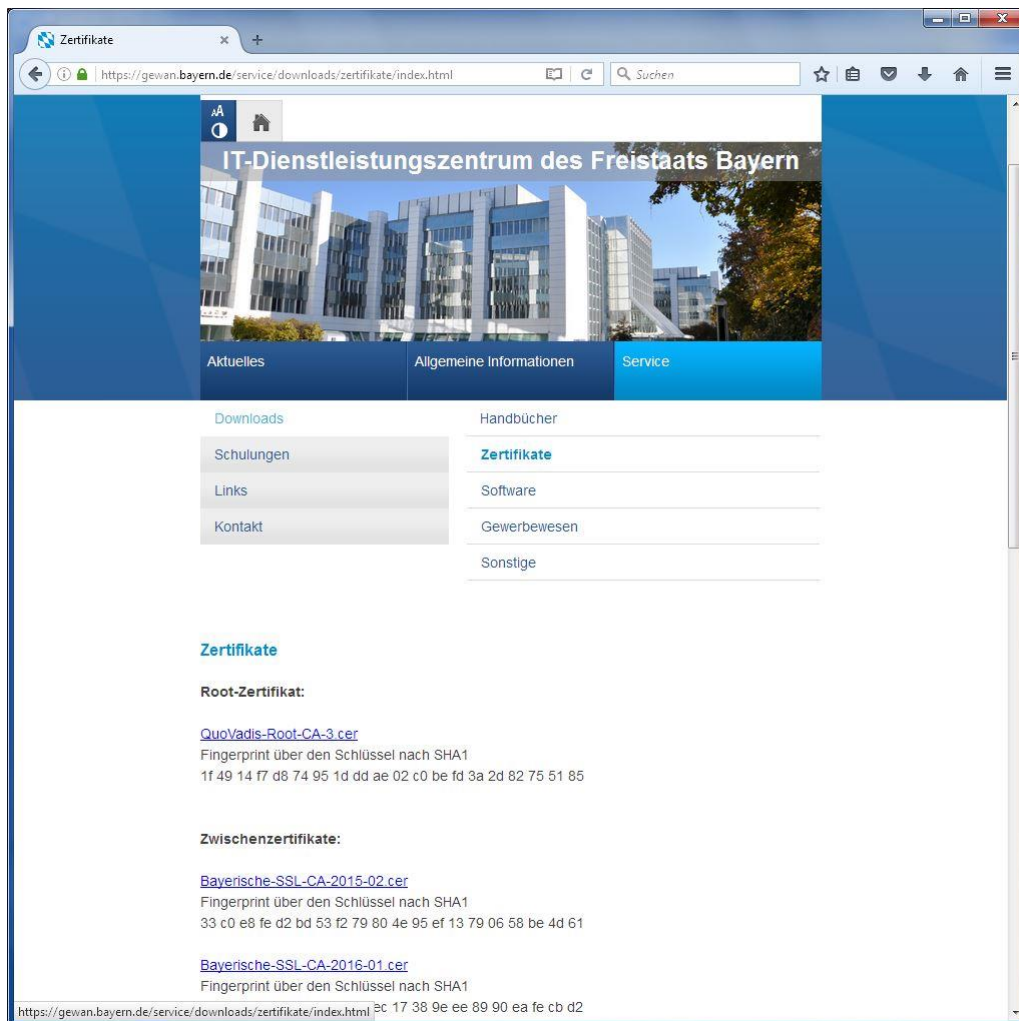 Zertifikate
https://gewan.bayern.de/service/downloads/zertifikate/index.html
Suchen
AA
IT-Dienstleistungszentrum des Freistaats Bayern
Aktuelles
Allgemeine Informationen
Service
Downloads
Handbücher
Schulungen
Zertifikate
Links
Software
Kontakt
Gewerbewesen
Sonstige
Zertifikate
Root-Zertifikat:
QuoVadis-Root-CA-3.cer
Fingerprint über den Schlüssel nach SHA1
1f 49 14 f7 d8 74 95 1d dd ae 02 c0 be fd 3a 2d 82 75 51 85
Zwischenzertifikate:
Bayerische-SSL-CA-2015-02.cer
Fingerprint über den Schlüssel nach SHA1
33 c0 e8 fe d2 bd 53 f2 79 80 4e 95 ef 13 79 06 58 be 4d 61
Bayerische-SSL-CA-2016-01.cer
Fingerprint über den Schlüssel nach SHA1
https://gewan.bayern.de/service/downloads/zertifikate/index.html
ec 17 38 9e ee 89 90 ea fe cb d2